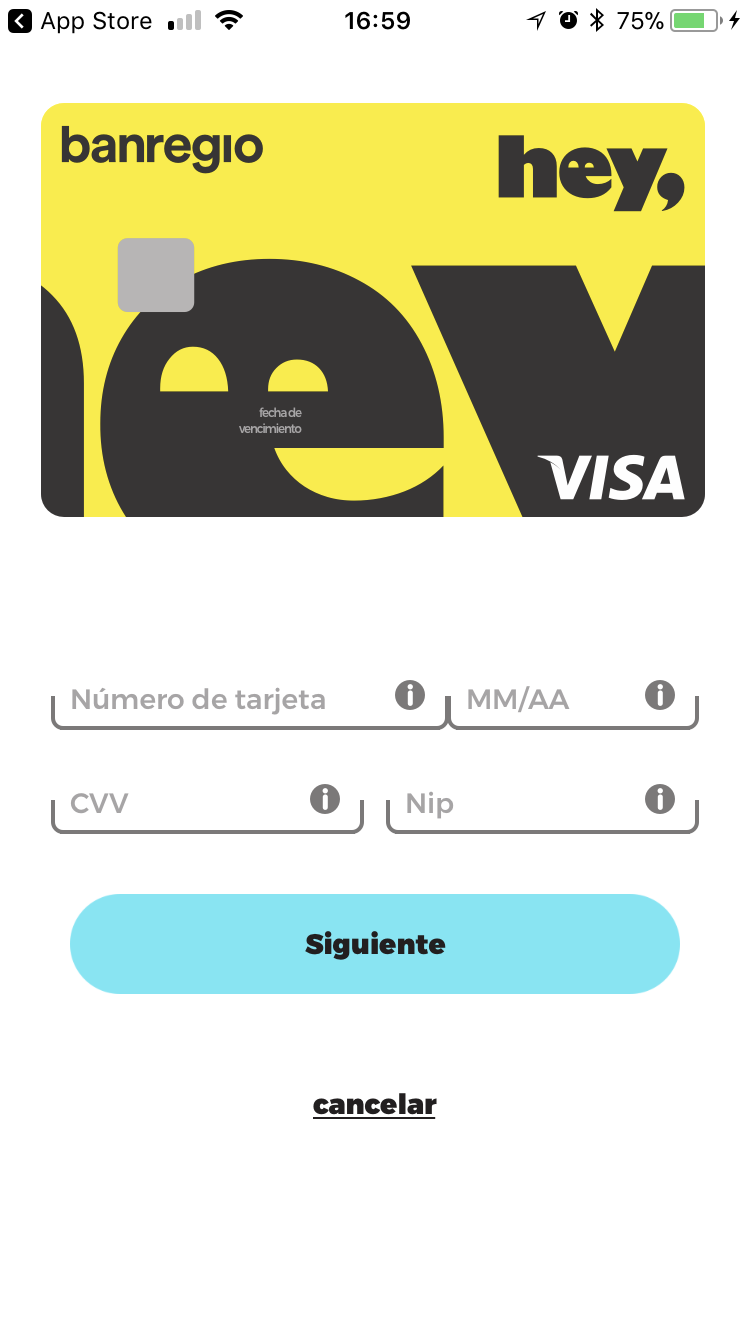 App Store 16:59 75%
banregio
hey,
hey
fecha de
vencimiento
VISA
Número de tarjeta MM/AA
CVV Nip
Siguiente
cancelar